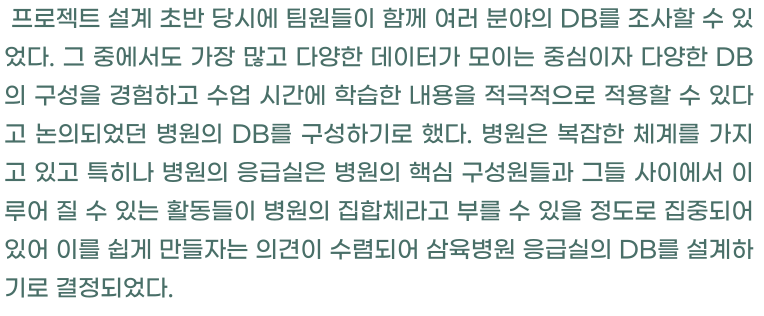 프로젝트 설계 초반 당시에 팀원들이 함께 여러 분야의 DB를 조사할 수 있
었다. 그 중에서도 가장 많고 다양한 데이터가 모이는 중심이자 다양한 DB
의 구성을 경험하고 수업 시간에 학습한 내용을 적극적으로 적용할 수 있다
고 논의되었던 병원의 DB를 구성하기로 했다. 병원은 복잡한 체계를 가지
고 있고 특히나 병원의 응급실은 병원의 핵심 구성원들과 그들 사이에서 이
루어 질 수 있는 활동들이 병원의 집합체라고 부를 수 있을 정도로 집중되어
있어 이를 쉽게 만들자는 의견이 수렴되어 삼육병원 응급실의 DB를 설계하
기로 결정되었다.